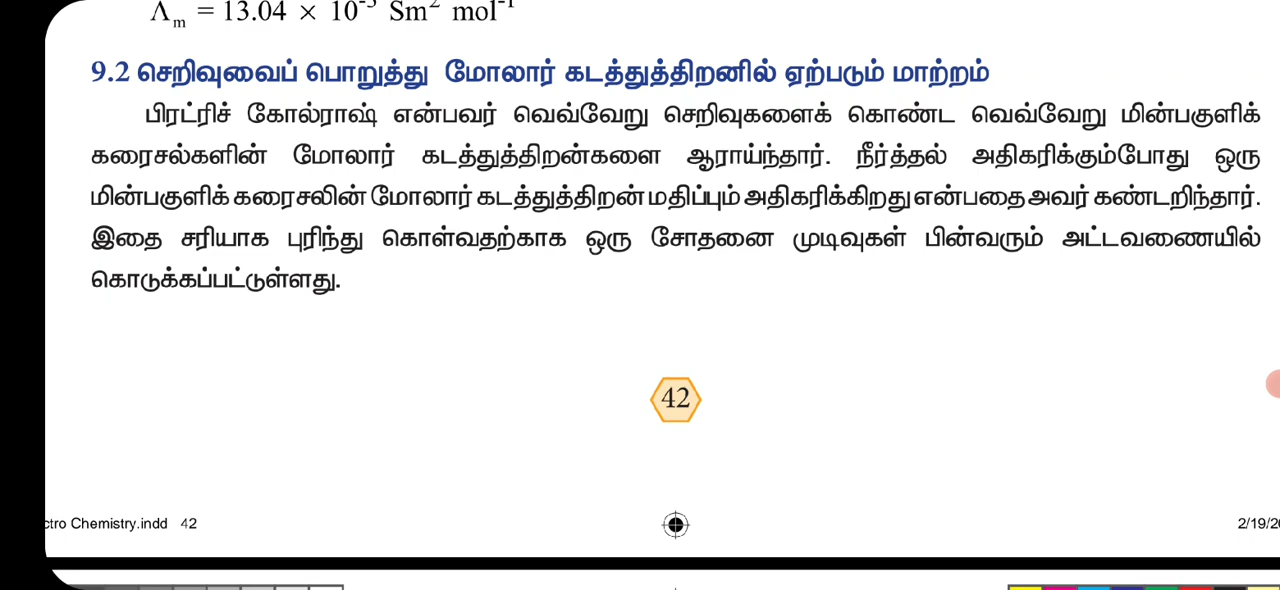 Λm = 13.04 × 10⁻³ Sm² mol⁻¹
9.2 செறிவுவைப் பொறுத்து மோலார் கடத்துத்திறனில் ஏற்படும் மாற்றம்
பிரட்ரிச் கோல்ராஷ் என்பவர் வெவ்வேறு செறிவுகளைக் கொண்ட வெவ்வேறு மின்பகுளிக்
கரைசல்களின் மோலார் கடத்துத்திறன்களை ஆராய்ந்தார். நீர்த்தல் அதிகரிக்கும்போது ஒரு
மின்பகுளிக் கரைசலின் மோலார் கடத்துத்திறன் மதிப்பும் அதிகரிக்கிறது என்பதை அவர் கண்டறிந்தார்.
இதை சரியாக புரிந்து கொள்வதற்காக ஒரு சோதனை முடிவுகள் பின்வரும் அட்டவணையில்
கொடுக்கப்பட்டுள்ளது.
42
ctro Chemistry.indd 42
2/19/2